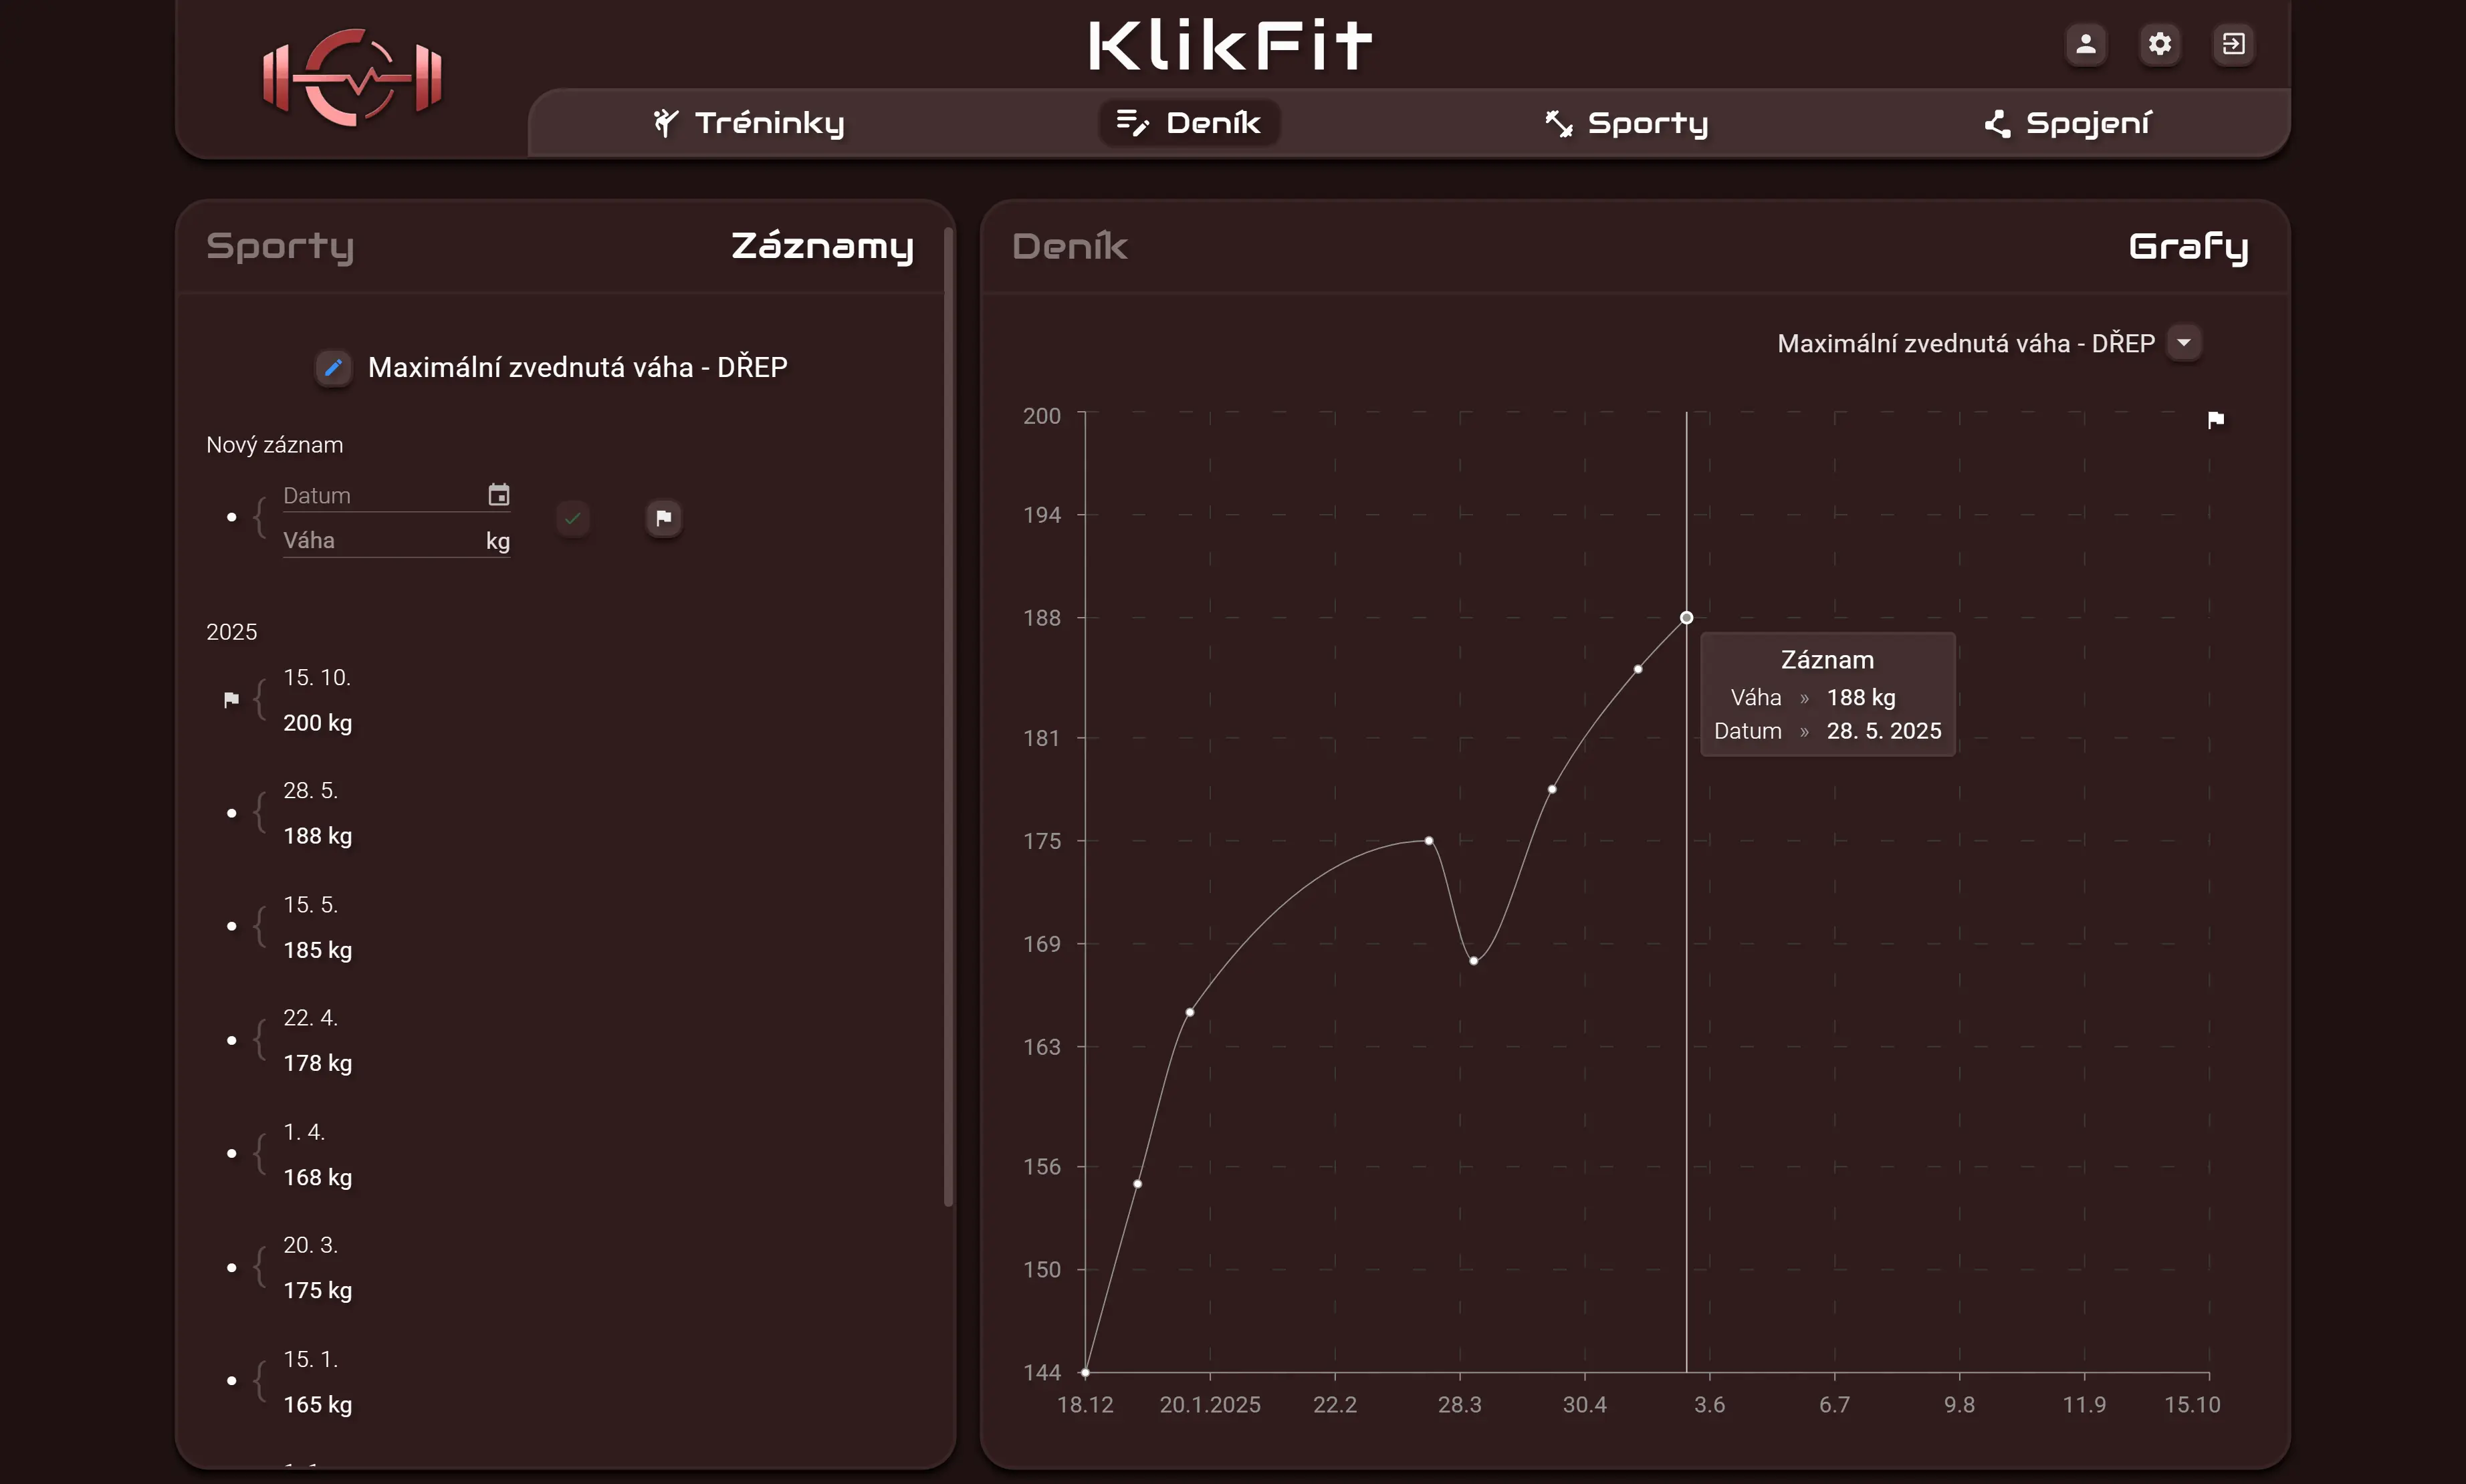 KlikFit
Tréninky
Deník
Sporty
Spojení
Sporty
Záznamy
Maximální zvednutá váha - DŘEP
Nový záznam
Datum
Váha kg
2025
15. 10.
200 kg
28. 5.
188 kg
15. 5.
185 kg
22. 4.
178 kg
1. 4.
168 kg
20. 3.
175 kg
15. 1.
165 kg
Deník
Grafy
Maximální zvednutá váha - DŘEP
200
194
188
181
175
169
163
156
150
144
Záznam
Váha » 188 kg
Datum » 28. 5. 2025
18.12 20.1.2025 22.2 28.3 30.4 3.6 6.7 9.8 11.9 15.10